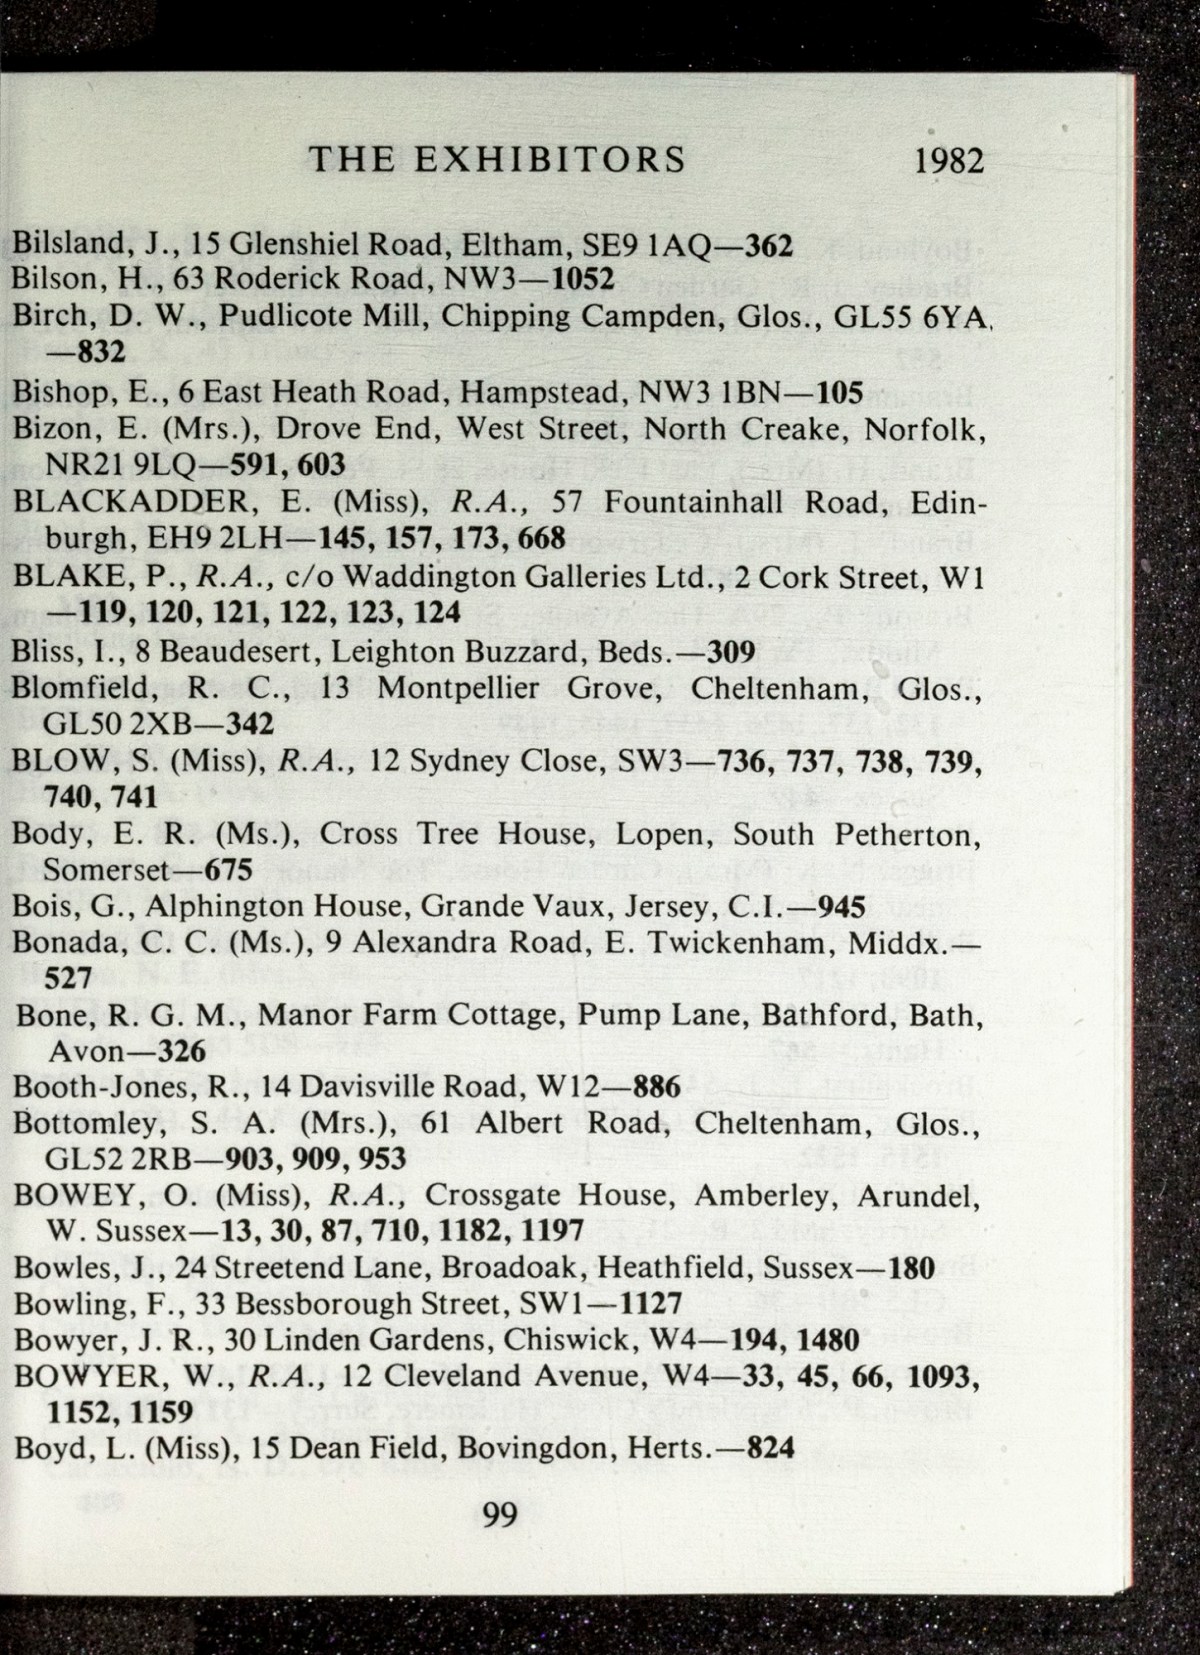 THE EXHIBITORS 1982
Bilsland, J., 15 Glenshiel Road, Eltham, SE9 1AQ—362
Bilson, H., 63 Roderick Road, NW3—1052
Birch, D. W., Pudlicote Mill, Chipping Campden, Glos., GL55 6YA.
—832
Bishop, E., 6 East Heath Road, Hampstead, NW3 1BN—105
Bizon, E. (Mrs.), Drove End, West Street, North Creake, Norfolk,
NR21 9LQ—591, 603
BLACKADDER, E. (Miss), R.A., 57 Fountainhall Road, Edin-
burgh, EH9 2LH—145, 157, 173, 668
BLAKE, P., R.A., c/o Waddington Galleries Ltd., 2 Cork Street, W1
—119, 120, 121, 122, 123, 124
Bliss, I., 8 Beaudesert, Leighton Buzzard, Beds.—309
Blomfield, R. C., 13 Montpellier Grove, Cheltenham, Glos.,
GL50 2XB—342
BLOW, S. (Miss), R.A., 12 Sydney Close, SW3—736, 737, 738, 739,
740, 741
Body, E. R. (Ms.), Cross Tree House, Lopen, South Petherton,
Somerset—675
Bois, G., Alphington House, Grande Vaux, Jersey, C.I.—945
Bonada, C. C. (Ms.), 9 Alexandra Road, E. Twickenham, Middx.—
527
Bone, R. G. M., Manor Farm Cottage, Pump Lane, Bathford, Bath,
Avon—326
Booth-Jones, R., 14 Davisville Road, W12—886
Bottomley, S. A. (Mrs.), 61 Albert Road, Cheltenham, Glos.,
GL52 2RB—903, 909, 953
BOWEY, O. (Miss), R.A., Crossgate House, Amberley, Arundel,
W. Sussex—13, 30, 87, 710, 1182, 1197
Bowles, J., 24 Streetend Lane, Broadoak, Heathfield, Sussex—180
Bowling, F., 33 Bessborough Street, SW1—1127
Bowyer, J. R., 30 Linden Gardens, Chiswick, W4—194, 1480
BOWYER, W., R.A., 12 Cleveland Avenue, W4—33, 45, 66, 1093,
1152, 1159
Boyd, L. (Miss), 15 Dean Field, Bovingdon, Herts.—824
99